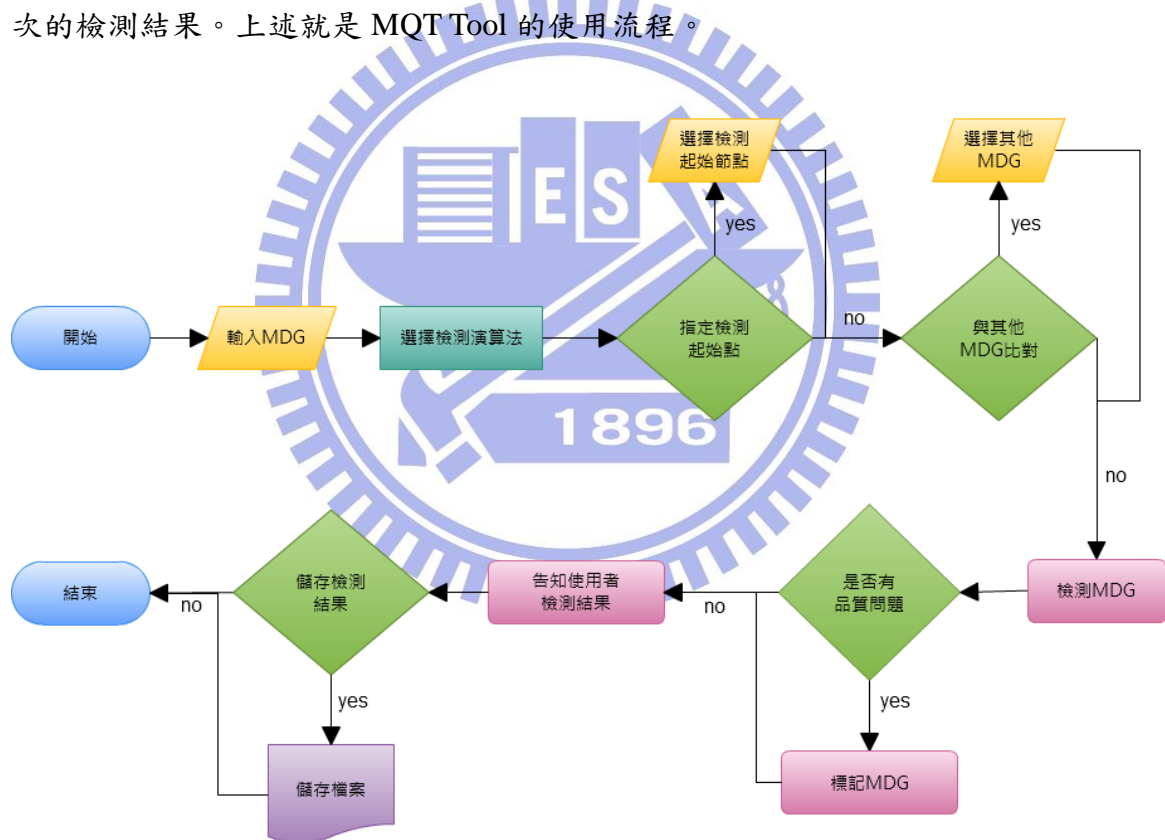 次的檢測結果。上述就是 MQT Tool 的使用流程。
選擇檢測
起始節點
選擇其他
MDG
ES
yes
yes
開始
輸入MDG
選擇檢測演算法
指定檢測
起始點
no
與其他
MDG比對
1896
no
結束
no
儲存檢測
結果
告知使用者
檢測結果
no
是否有
品質問題
檢測MDG
yes
yes
儲存檔案
標記MDG